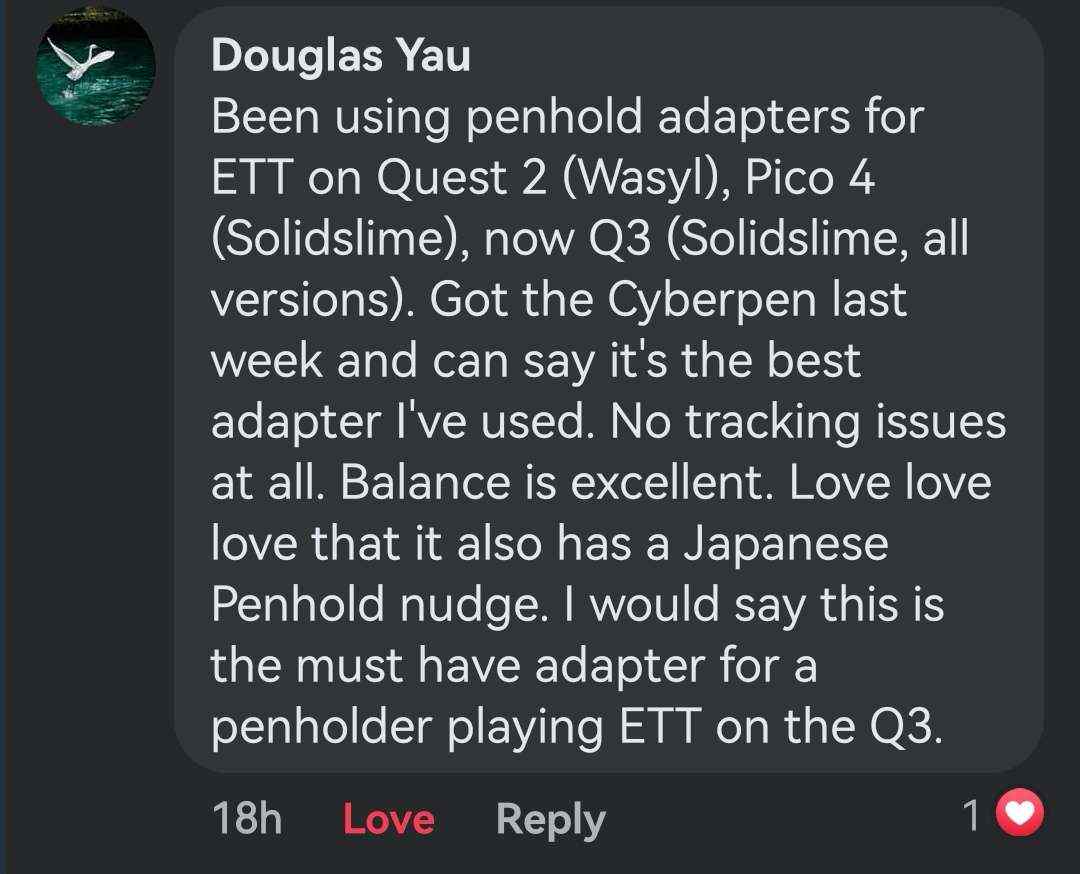 Douglas Yau
Been using penhold adapters for
ETT on Quest 2 (Wasyl), Pico 4
(Solidslime), now Q3 (Solidslime, all
versions). Got the Cyberpen last
week and can say it's the best
adapter I've used. No tracking issues
at all. Balance is excellent. Love love
love that it also has a Japanese
Penhold nudge. I would say this is
the must have adapter for a
penholder playing ETT on the Q3.
18h Love Reply 1